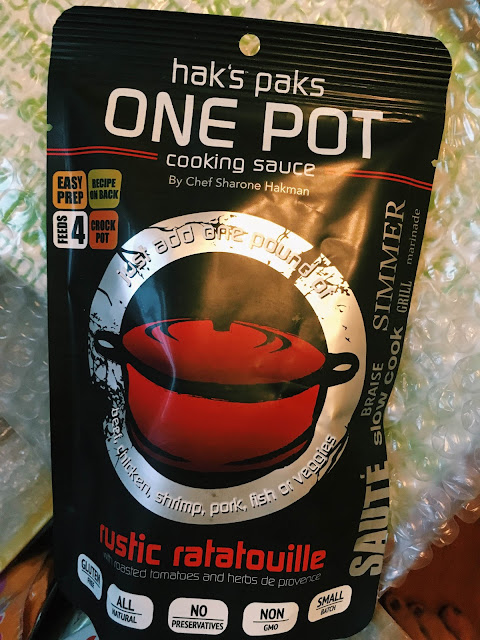 hak's paks
ONE POT
cooking sauce
By Chef Sharone Hakman
EASY PREP
RECIPE ON BACK
FEEDS 4
CROCK POT
just add one pound of
beef, chicken, shrimp, pork, fish or veggies
SAUTÉ
BRAISE
slow cook
SIMMER
GRILL
marinade
rustic ratatouille
with roasted tomatoes and herbs de provence
GLUTEN FREE
ALL NATURAL
NO PRESERVATIVES
NON GMO
SMALL BATCH